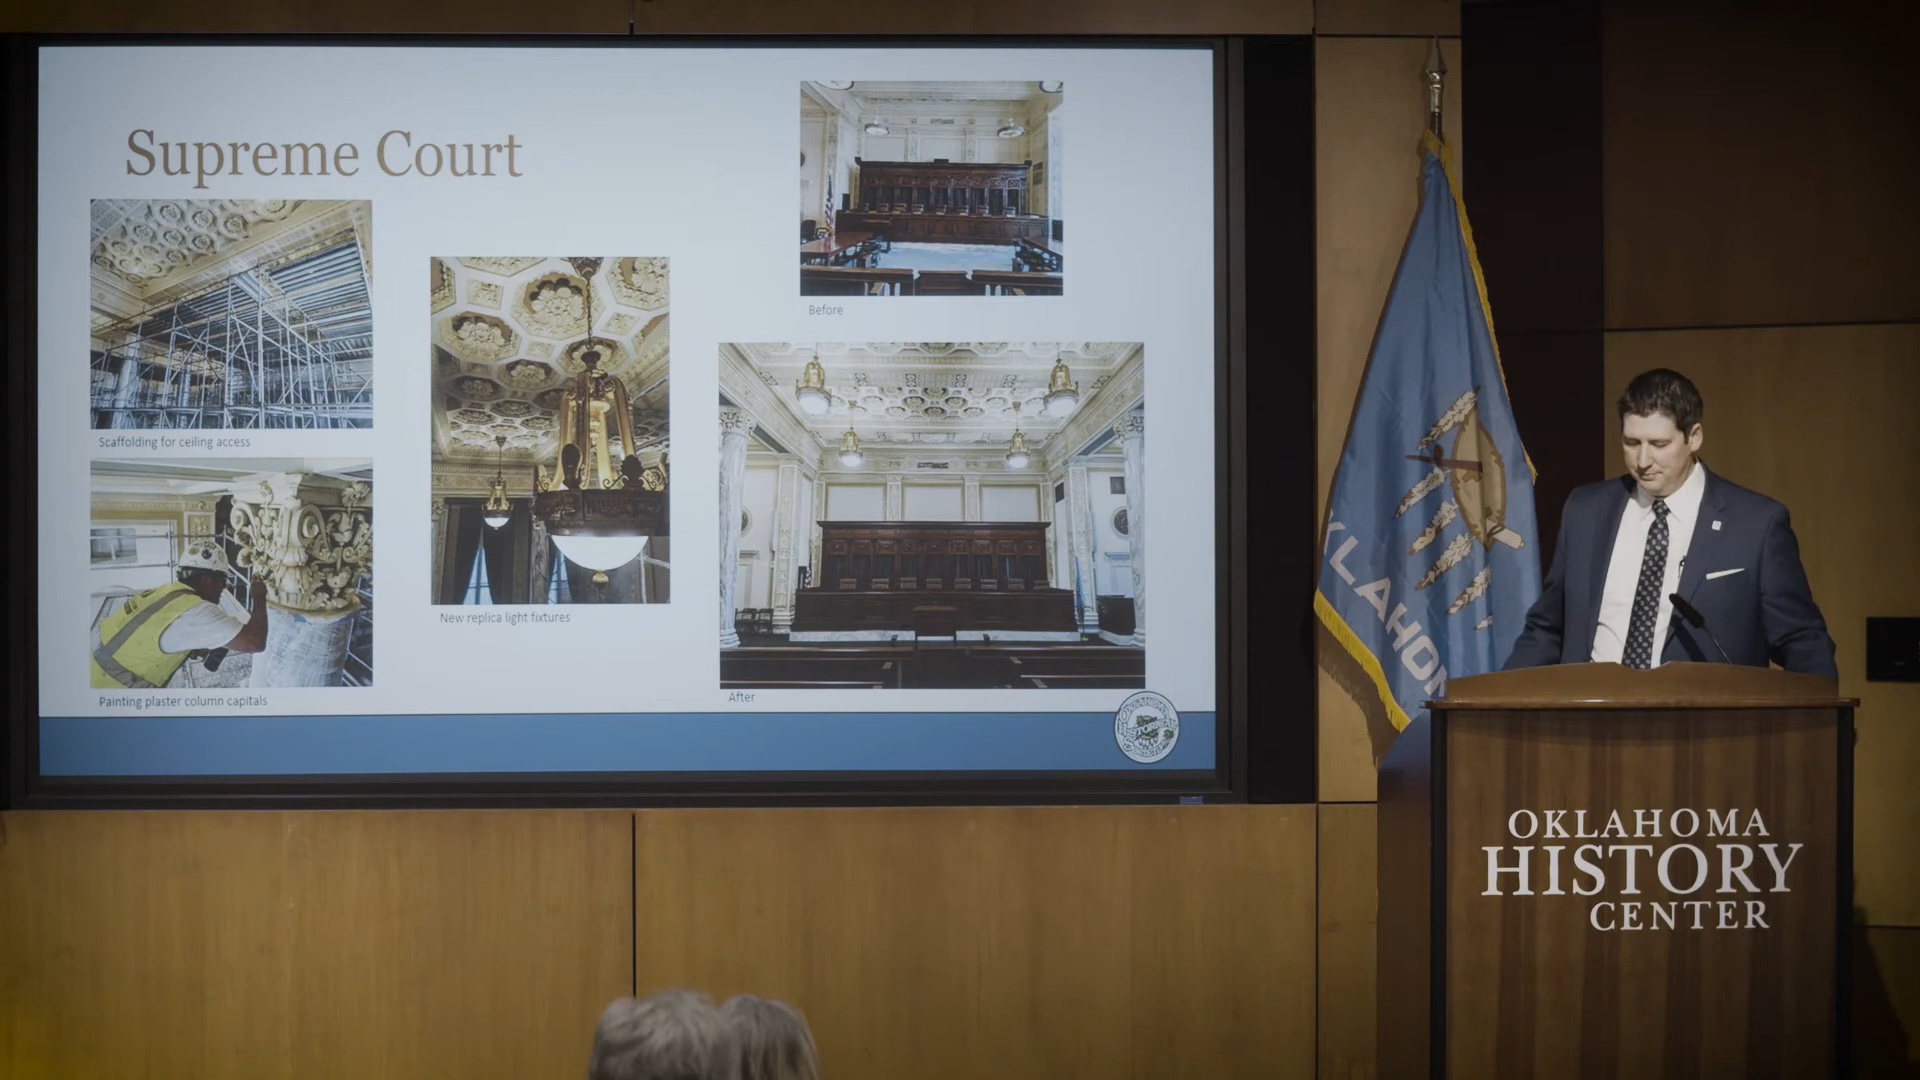 Supreme Court
Before
Scaffolding for ceiling access
New replica light fixtures
Painting plaster column capitals
After
KLAHOM
OKLAHOMA
HISTORY
CENTER